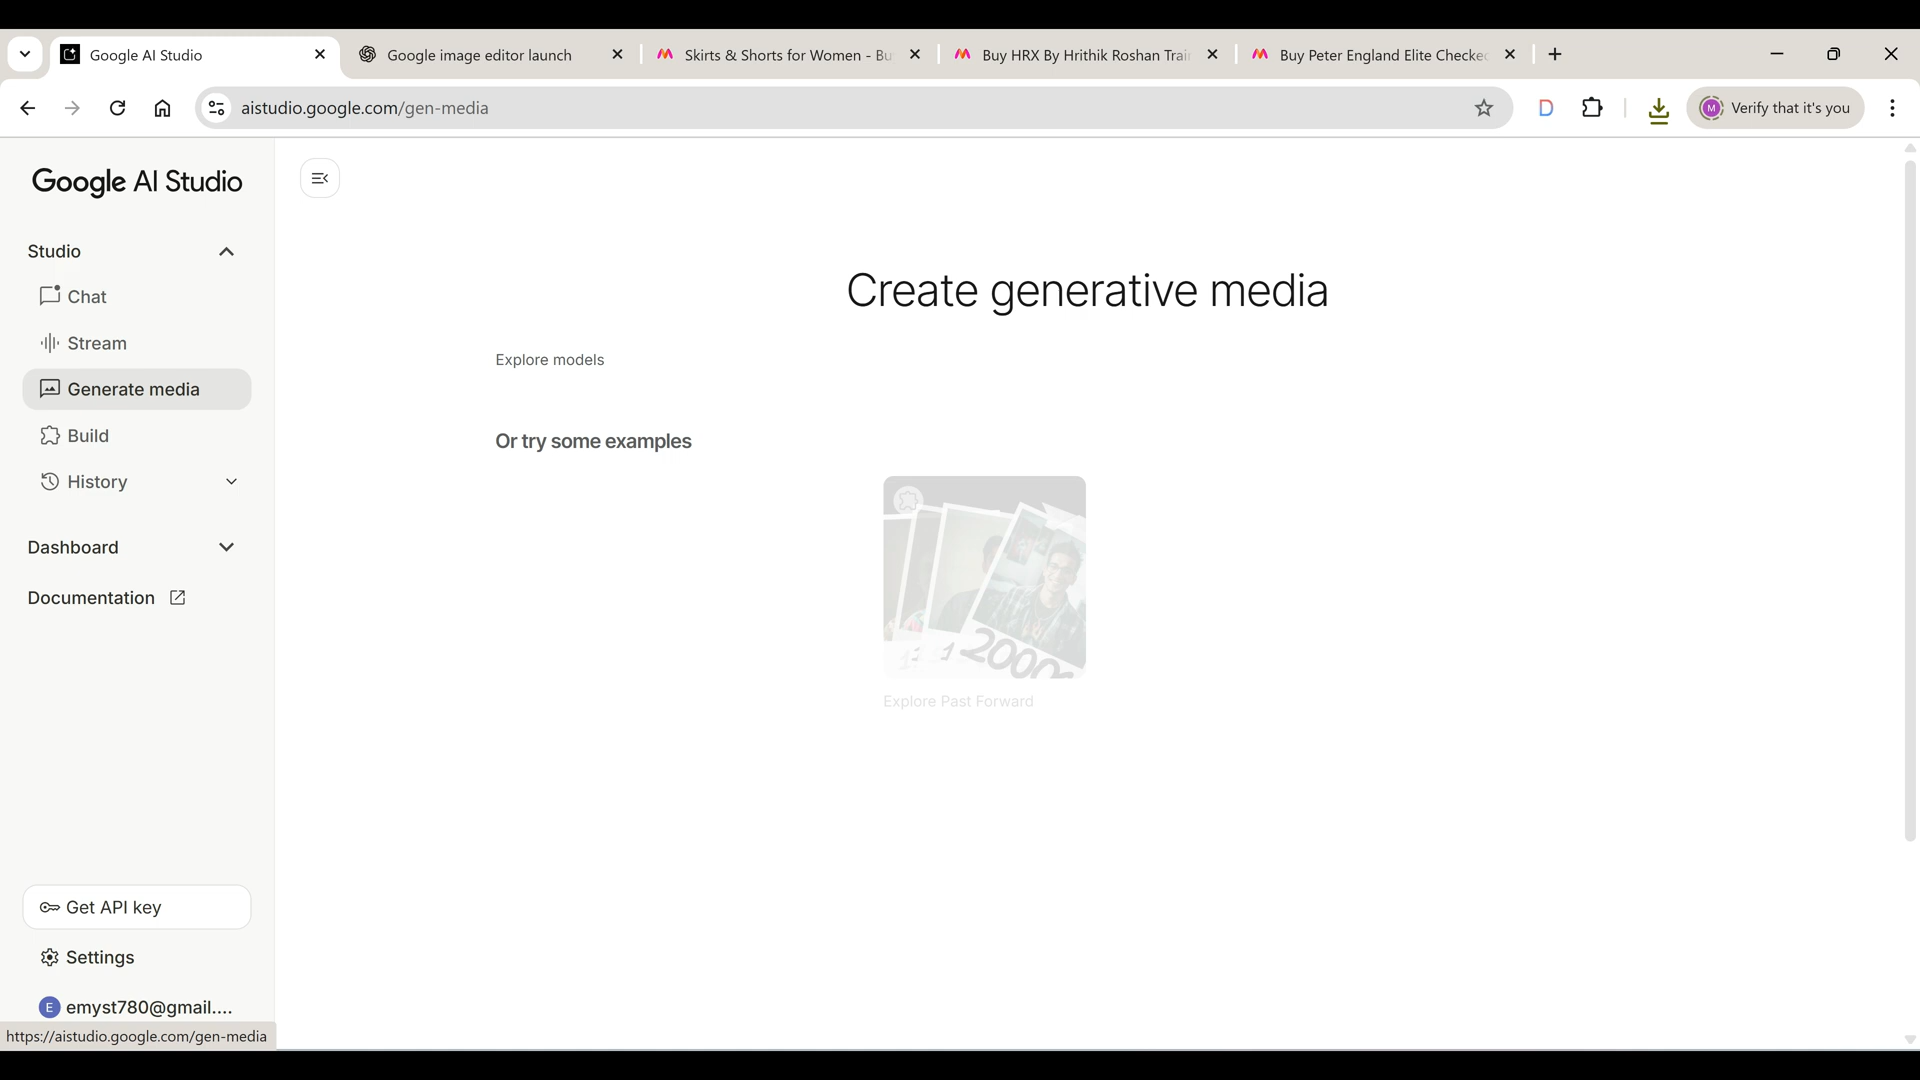 Google AI Studio
Google image editor launch
Skirts & Shorts for Women - Bu
Buy HRX By Hrithik Roshan Trai
Buy Peter England Elite Checke
aistudio.google.com/gen-media
D
M
Verify that it's you
Google AI Studio
Studio
Chat
Stream
Generate media
Build
History
Dashboard
Documentation
Get API key
Settings
E
emyst780@gmail....
https://aistudio.google.com/gen-media
Create generative media
Explore models
Or try some examples
2000s
Explore Past Forward